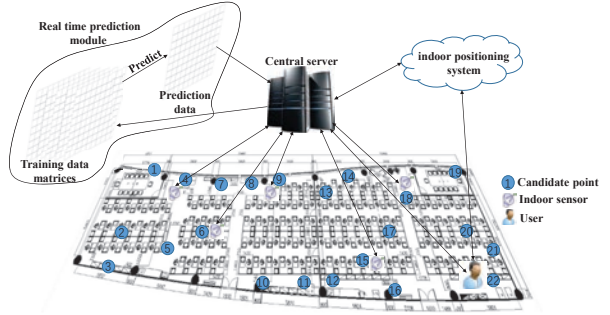 Real time prediction
module
Predict
Central server
indoor positioning
system
Prediction
data
Training data
matrices
1
4
7
8
9
13
14
18
19
1 Candidate point
Indoor sensor
User
2
6
17
20
5
15
21
3
10
11
12
16
22